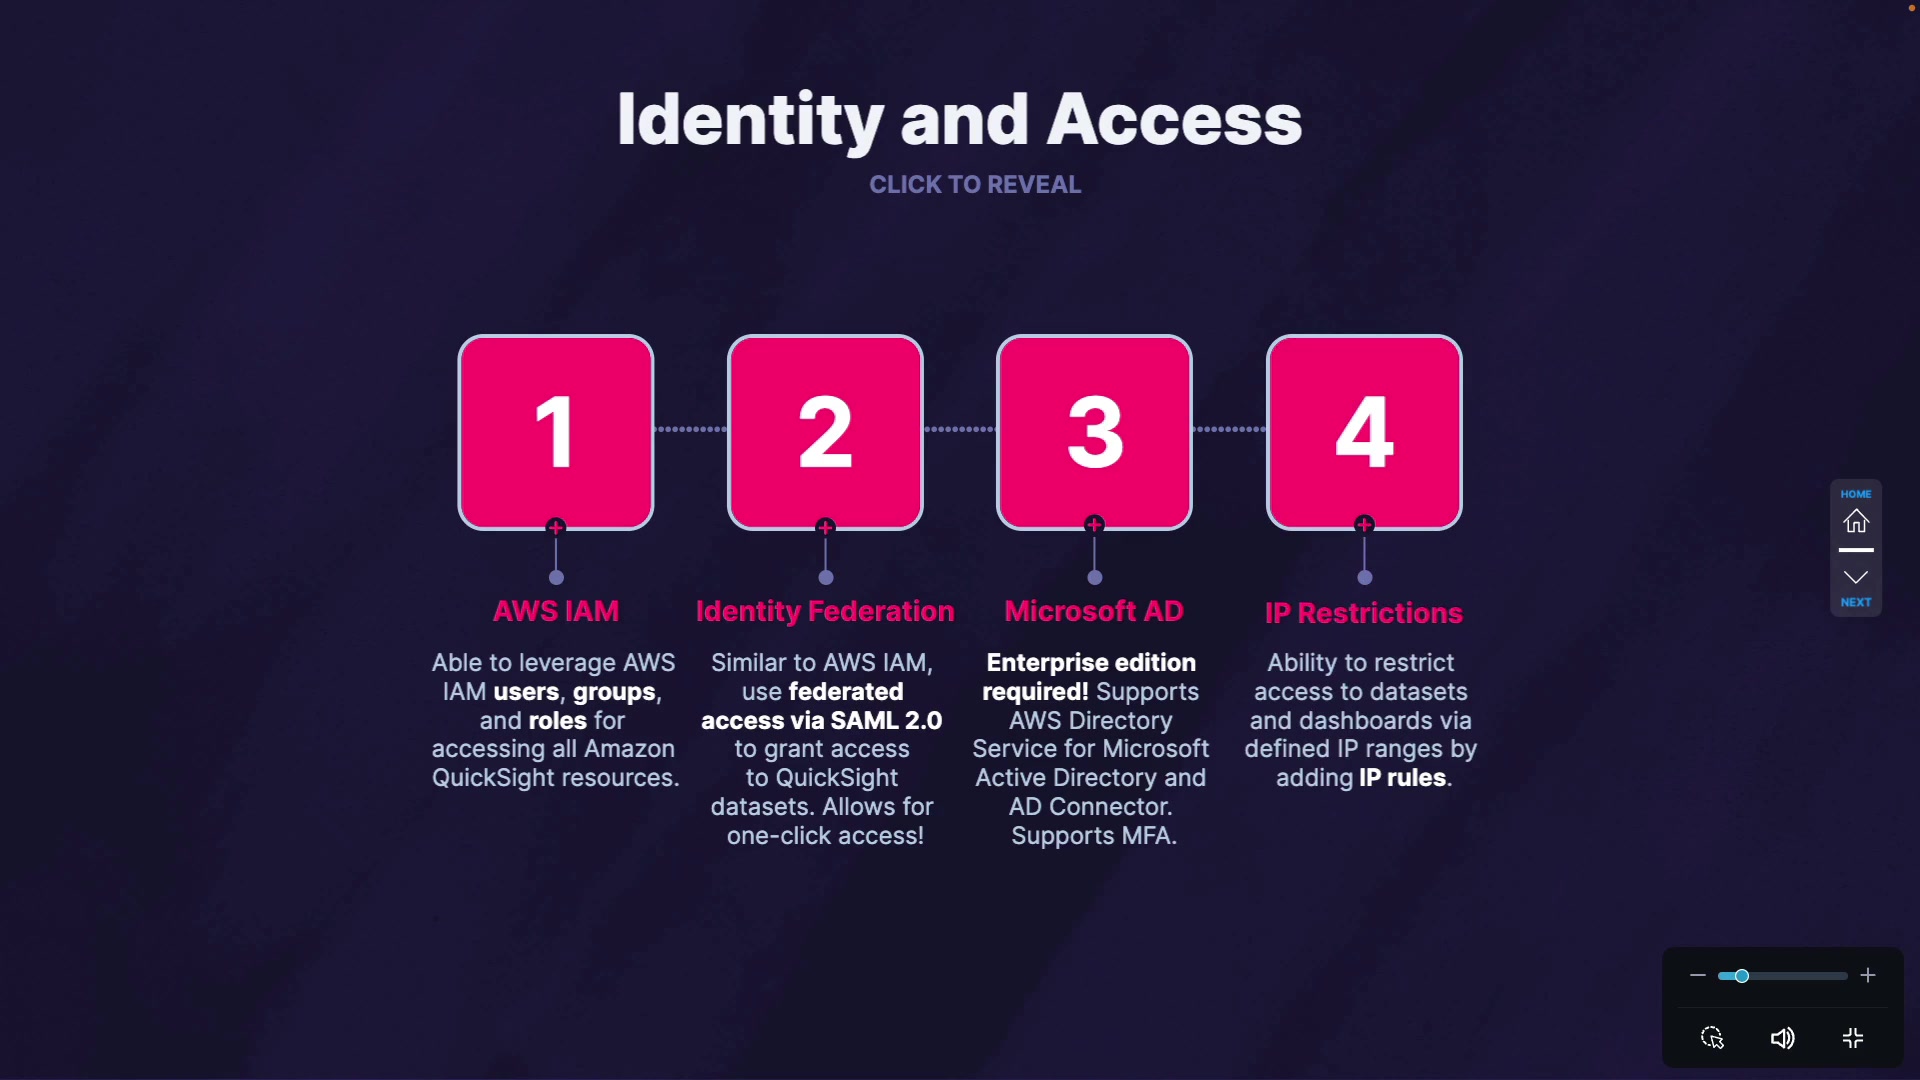 Identity and Access
CLICK TO REVEAL
1
2
3
4
AWS IAM
Able to leverage AWS
IAM users, groups,
and roles for
accessing all Amazon
QuickSight resources.
Identity Federation
Similar to AWS IAM,
use federated
access via SAML 2.0
to grant access
to QuickSight
datasets. Allows for
one-click access!
Microsoft AD
Enterprise edition
required! Supports
AWS Directory
Service for Microsoft
Active Directory and
AD Connector.
Supports MFA.
IP Restrictions
Ability to restrict
access to datasets
and dashboards via
defined IP ranges by
adding IP rules.
HOME
NEXT